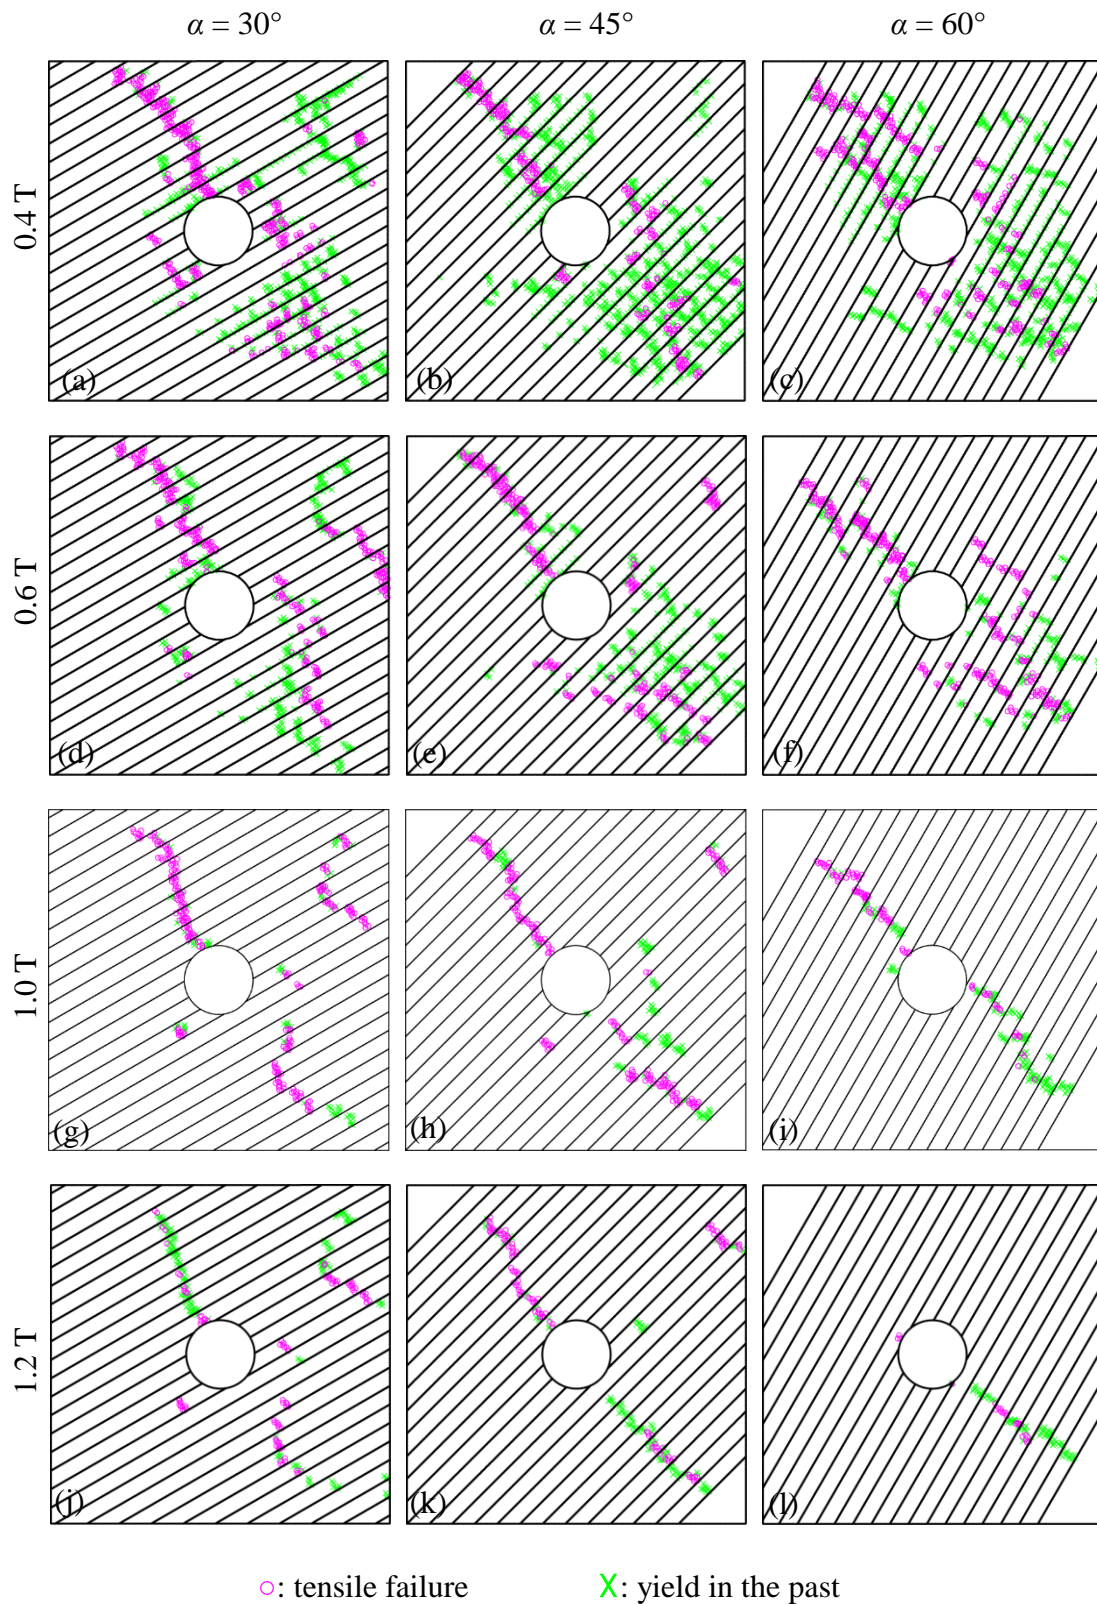 α = 30° α = 45° α = 60°
0.4 T
(a) (b) (c)
0.6 T
(d) (e) (f)
1.0 T
(g) (h) (i)
1.2 T
(j) (k) (l)
○: tensile failure X: yield in the past